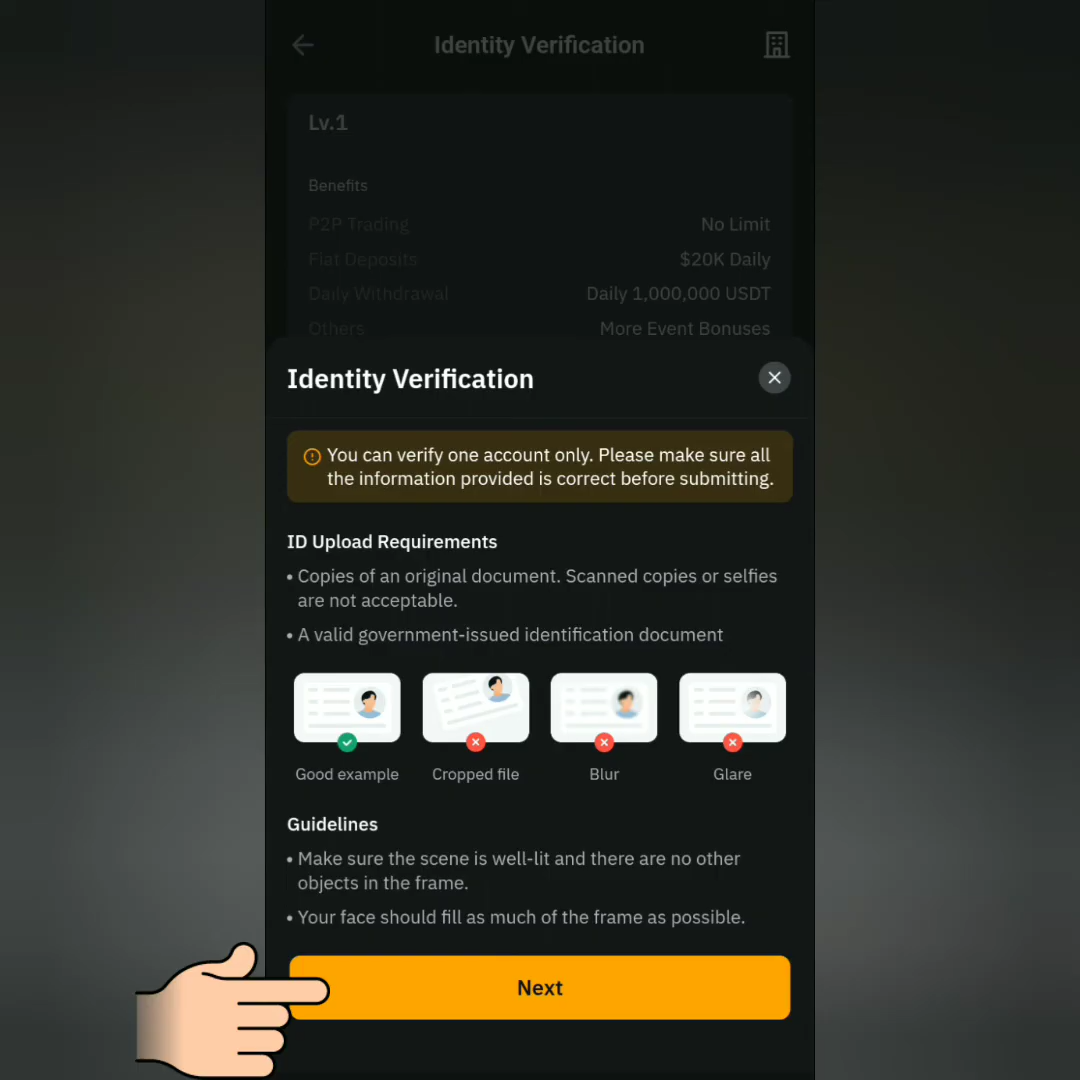 Identity Verification
Lv.1
Benefits
P2P Trading No Limit
Fiat Deposits $20K Daily
Daily Withdrawal Daily 1,000,000 USDT
Others More Event Bonuses
Identity Verification
You can verify one account only. Please make sure all
the information provided is correct before submitting.
ID Upload Requirements
• Copies of an original document. Scanned copies or selfies
are not acceptable.
• A valid government-issued identification document
Good example Cropped file Blur Glare
Guidelines
• Make sure the scene is well-lit and there are no other
objects in the frame.
• Your face should fill as much of the frame as possible.
Next